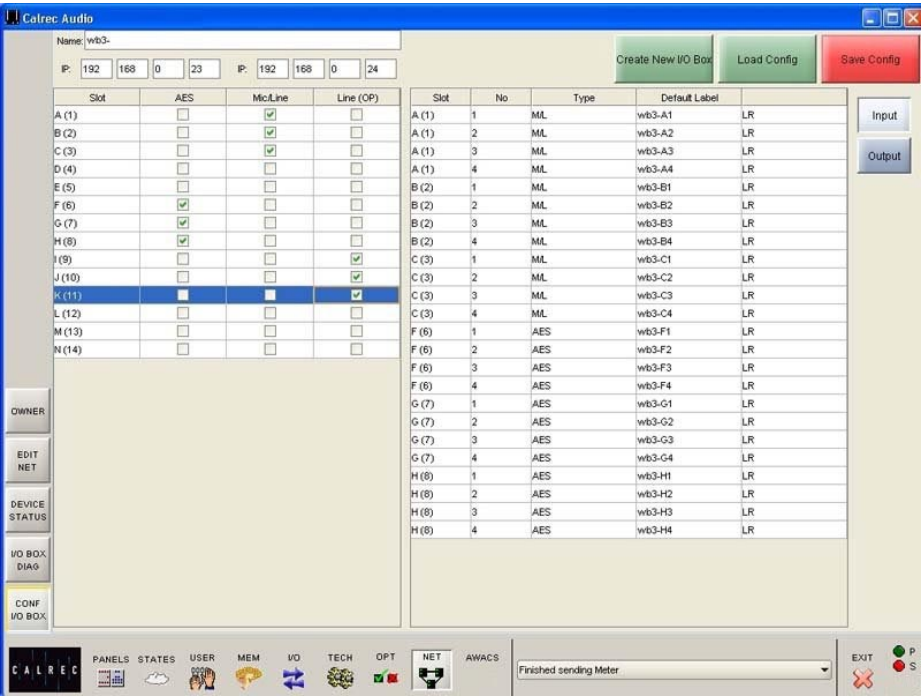 Calrec Audio
Name: wb3-
IP: 192 168 0 23 IP: 192 168 0 24
Create New I/O Box
Load Config
Save Config
Slot AES Mic/Line Line (OP)
A (1)
B (2)
C (3)
D (4)
E (5)
F (6)
G (7)
H (8)
I (9)
J (10)
K (11)
L (12)
M (13)
N (14)
Slot No Type Default Label
A (1) 1 M/L wb3-A1 LR
A (1) 2 M/L wb3-A2 LR
A (1) 3 M/L wb3-A3 LR
A (1) 4 M/L wb3-A4 LR
B (2) 1 M/L wb3-B1 LR
B (2) 2 M/L wb3-B2 LR
B (2) 3 M/L wb3-B3 LR
B (2) 4 M/L wb3-B4 LR
C (3) 1 M/L wb3-C1 LR
C (3) 2 M/L wb3-C2 LR
C (3) 3 M/L wb3-C3 LR
C (3) 4 M/L wb3-C4 LR
F (6) 1 AES wb3-F1 LR
F (6) 2 AES wb3-F2 LR
F (6) 3 AES wb3-F3 LR
F (6) 4 AES wb3-F4 LR
G (7) 1 AES wb3-G1 LR
G (7) 2 AES wb3-G2 LR
G (7) 3 AES wb3-G3 LR
G (7) 4 AES wb3-G4 LR
H (8) 1 AES wb3-H1 LR
H (8) 2 AES wb3-H2 LR
H (8) 3 AES wb3-H3 LR
H (8) 4 AES wb3-H4 LR
Input
Output
OWNER
EDIT
NET
DEVICE
STATUS
I/O BOX
DIAG
CONF
I/O BOX
CALREC
PANELS STATES USER MEM I/O TECH OPT NET AWACS
Finished sending Meter
EXIT
P
S